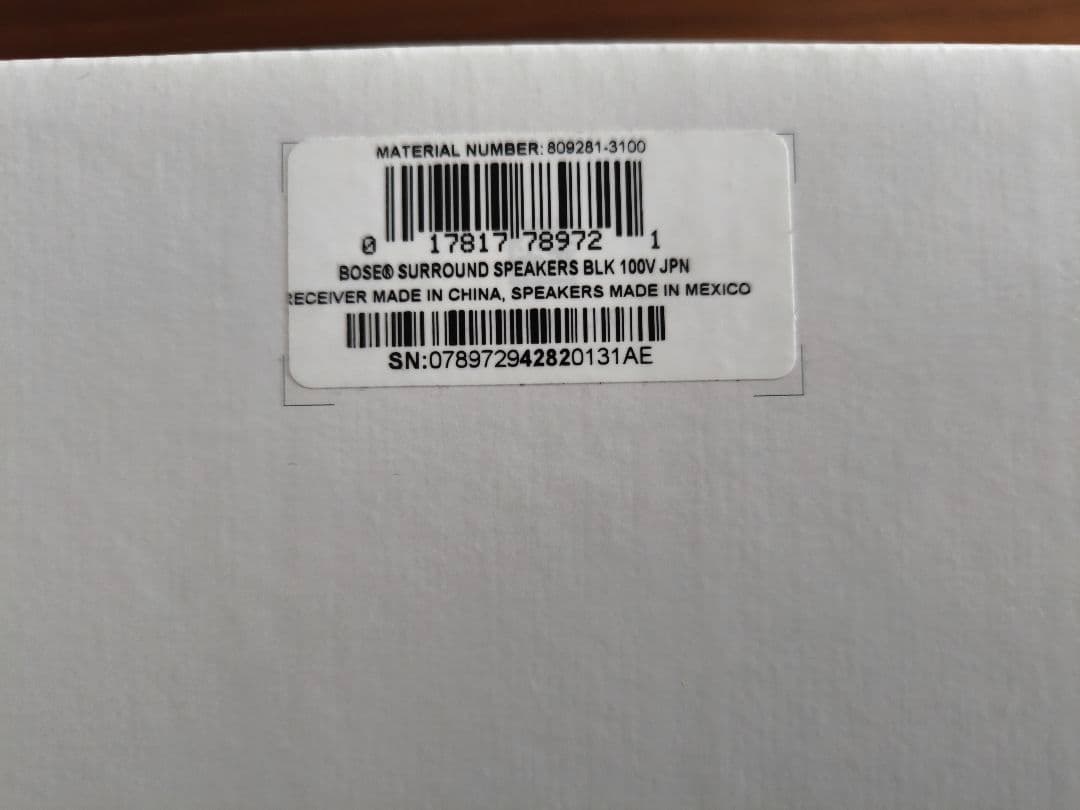 MATERIAL NUMBER: 809281-3100
0 17817 78972 1
BOSE® SURROUND SPEAKERS BLK 100V JPN
RECEIVER MADE IN CHINA, SPEAKERS MADE IN MEXICO
SN:078972942820131AE